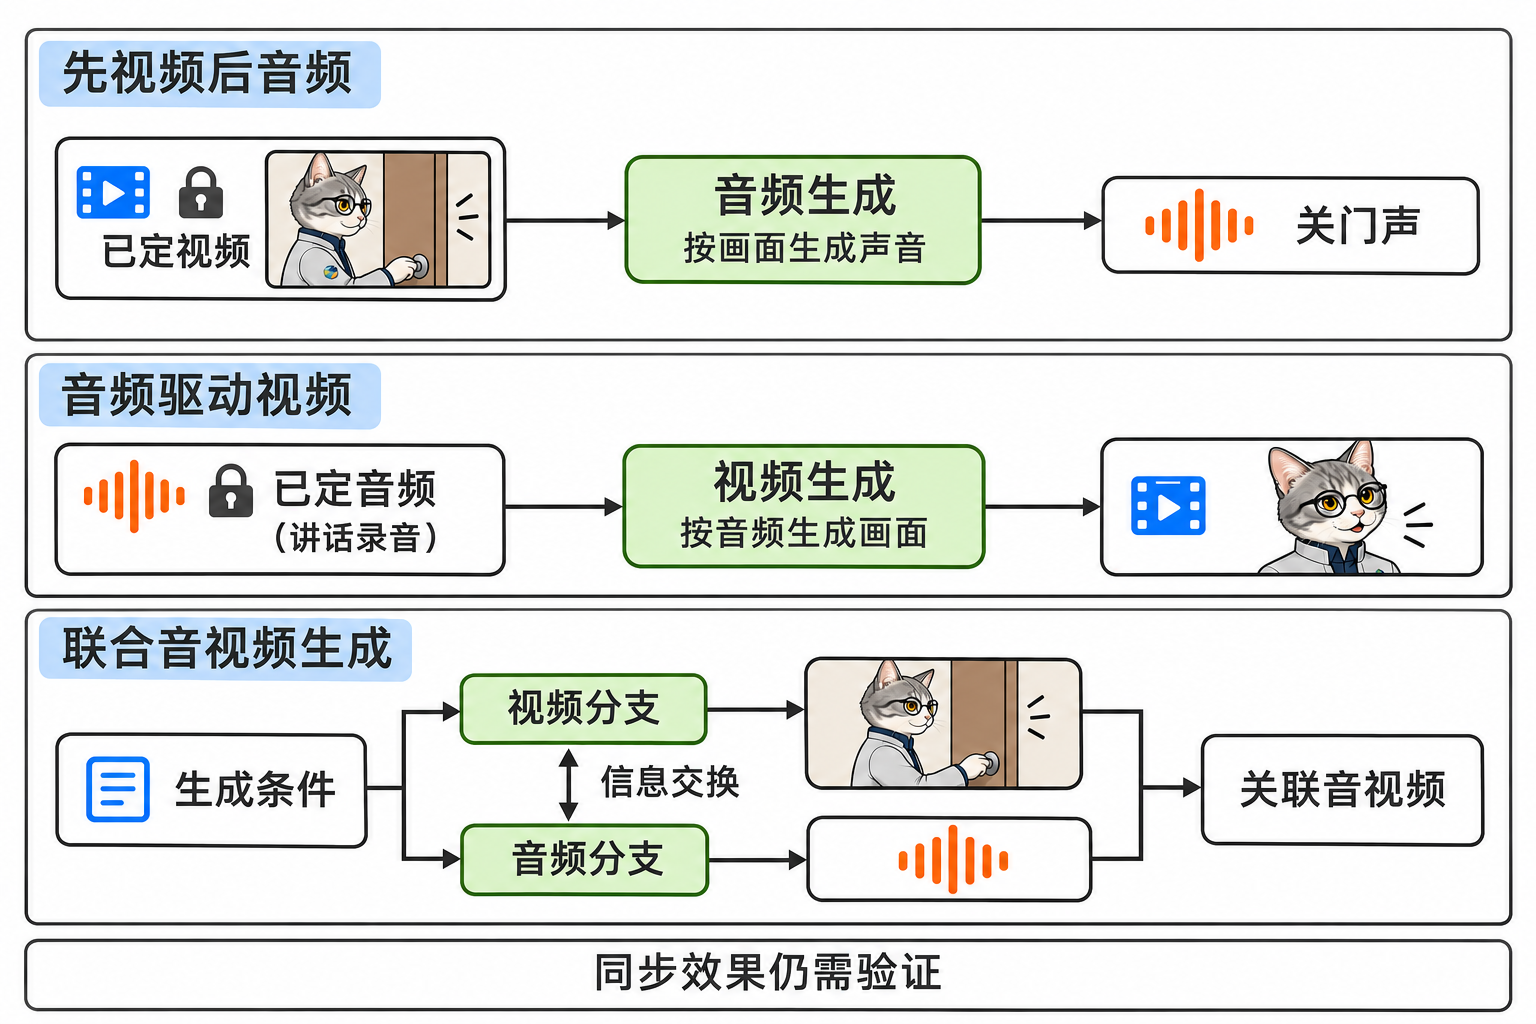 先视频后音频
已定视频
音频生成
按画面生成声音
关门声
音频驱动视频
已定音频
（讲话录音）
视频生成
按音频生成画面
联合音视频生成
生成条件
视频分支
信息交换
音频分支
关联音视频
同步效果仍需验证